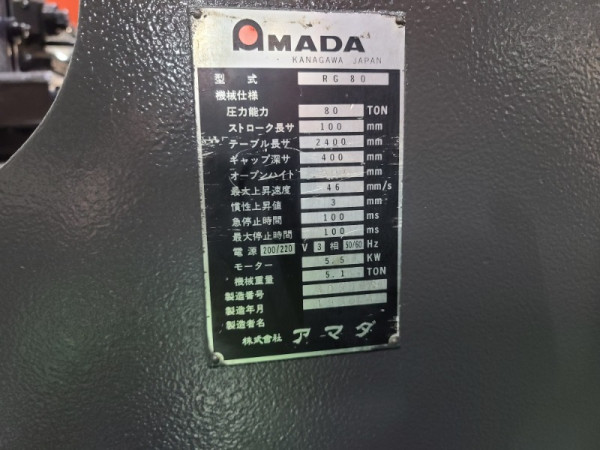 AMADA
KANAGAWA JAPAN
型式 RG 80
機械仕様
圧力能力 80 TON
ストローク長サ 100 mm
テーブル長サ 2400 mm
ギャップ深サ 400 mm
オープンハイト mm
最大上昇速度 46 mm/s
慣性上昇値 3 mm
急停止時間 100 ms
最大停止時間 100 ms
電源 200/220 V 3 相 50/60 Hz
モーター 5.5 KW
機械重量 5.1 TON
製造番号
製造年月
製造者名
株式会社 アマダ